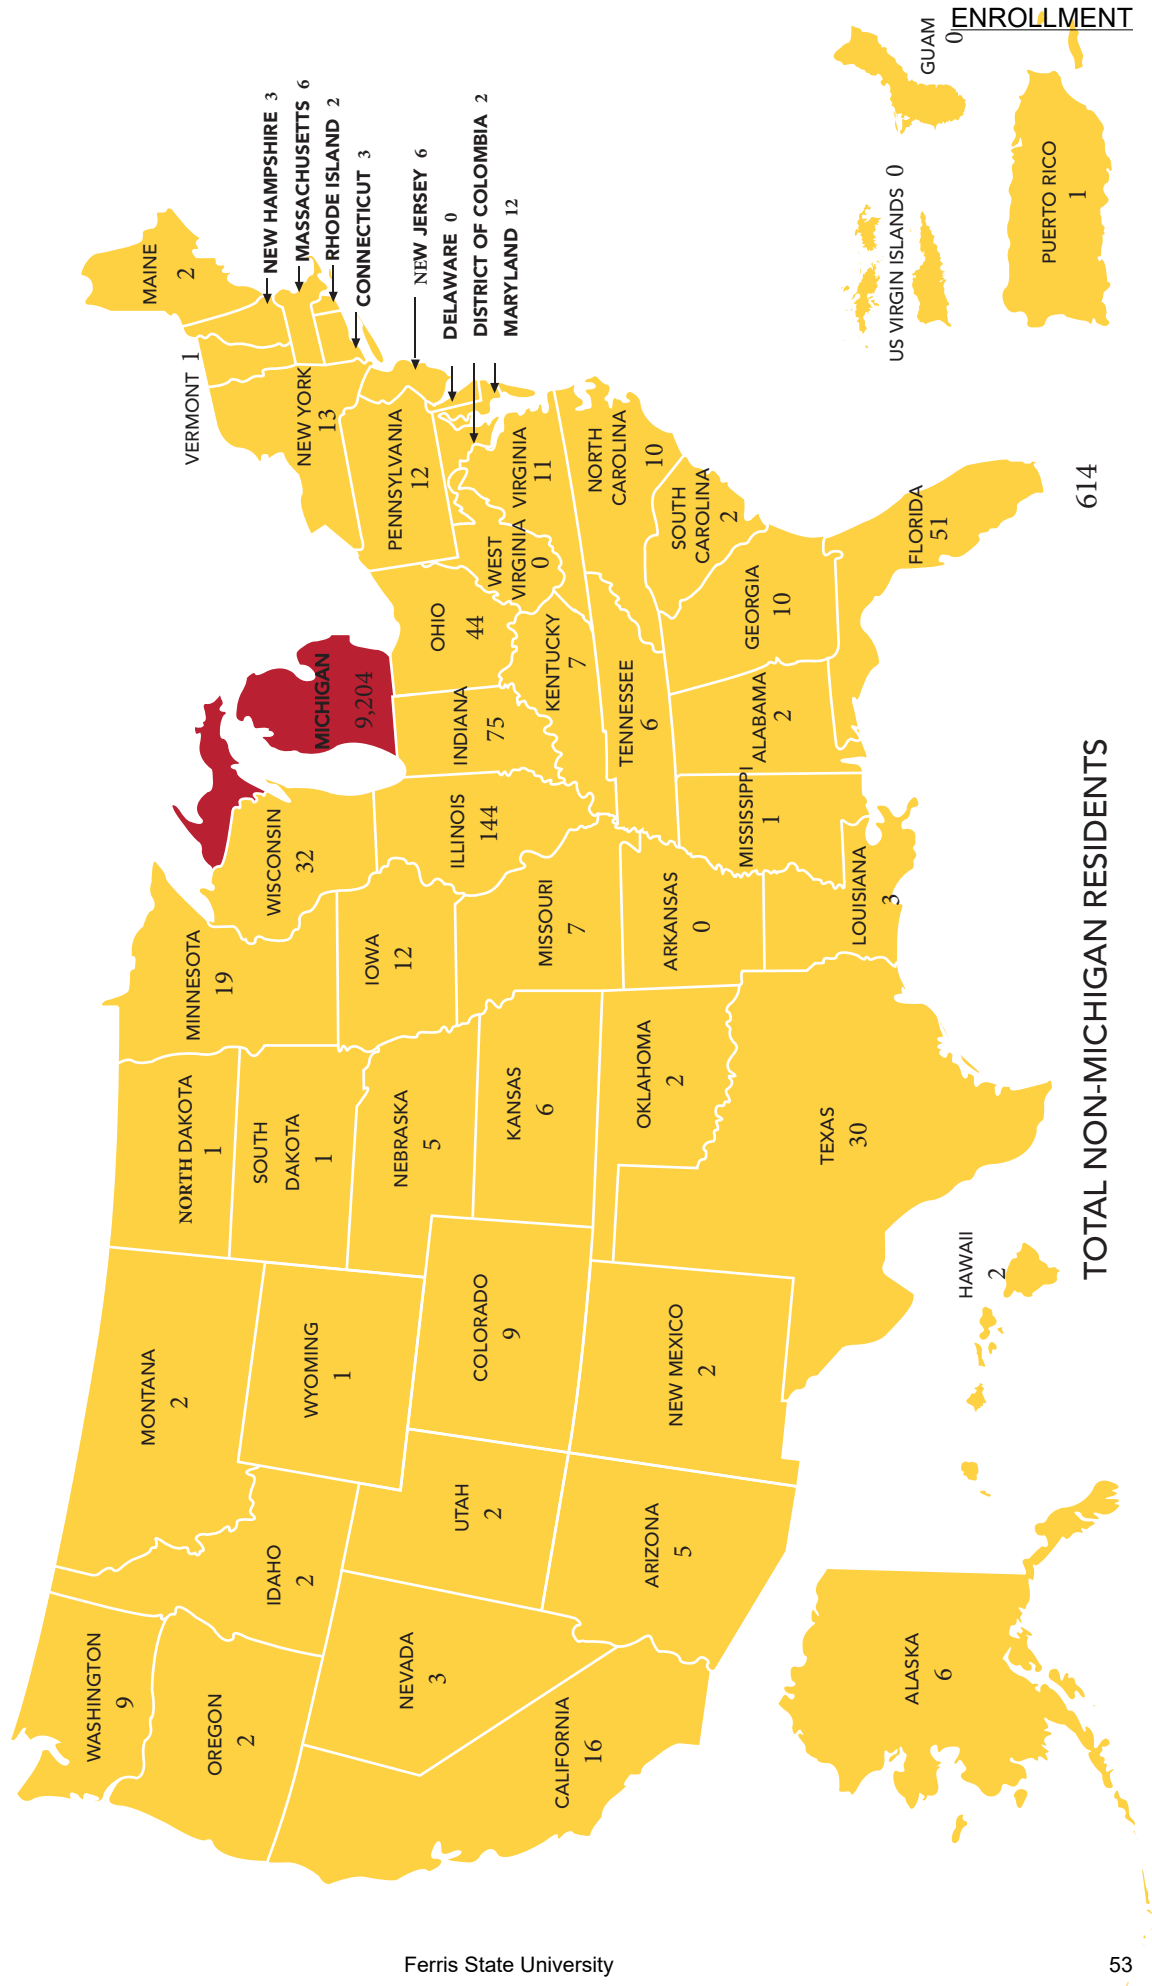 ENROLLMENT
WASHINGTON
9
OREGON
2
CALIFORNIA
16
NEVADA
3
IDAHO
2
MONTANA
2
WYOMING
1
UTAH
2
ARIZONA
5
COLORADO
9
NEW MEXICO
2
NORTH DAKOTA
1
SOUTH
DAKOTA
1
NEBRASKA
5
KANSAS
6
OKLAHOMA
2
TEXAS
30
MINNESOTA
19
IOWA
12
MISSOURI
7
ARKANSAS
0
LOUISIANA
3
WISCONSIN
32
ILLINOIS
144
MISSISSIPPI
1
MICHIGAN
9,204
INDIANA
75
OHIO
44
KENTUCKY
7
TENNESSEE
6
ALABAMA
2
GEORGIA
10
FLORIDA
51
SOUTH
CAROLINA
2
NORTH
CAROLINA
10
WEST
VIRGINIA
0
VIRGINIA
11
PENNSYLVANIA
12
NEW YORK
13
VERMONT 1
MAINE
2
NEW HAMPSHIRE 3
MASSACHUSETTS 6
RHODE ISLAND 2
CONNECTICUT 3
NEW JERSEY 6
DELAWARE 0
DISTRICT OF COLOMBIA 2
MARYLAND 12
ALASKA
6
HAWAII
2
US VIRGIN ISLANDS 0
GUAM
0
PUERTO RICO
1
TOTAL NON-MICHIGAN RESIDENTS 614
Ferris State University 53